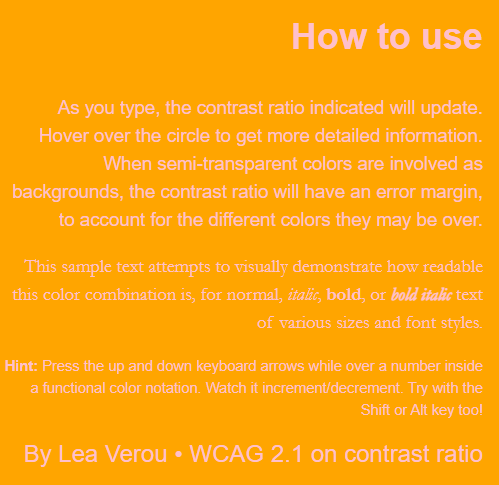 How to use
As you type, the contrast ratio indicated will update.
Hover over the circle to get more detailed information.
When semi-transparent colors are involved as
backgrounds, the contrast ratio will have an error margin,
to account for the different colors they may be over.
This sample text attempts to visually demonstrate how readable
this color combination is, for normal, italic, bold, or bold italic text
of various sizes and font styles.
Hint: Press the up and down keyboard arrows while over a number inside
a functional color notation. Watch it increment/decrement. Try with the
Shift or Alt key too!
By Lea Verou • WCAG 2.1 on contrast ratio